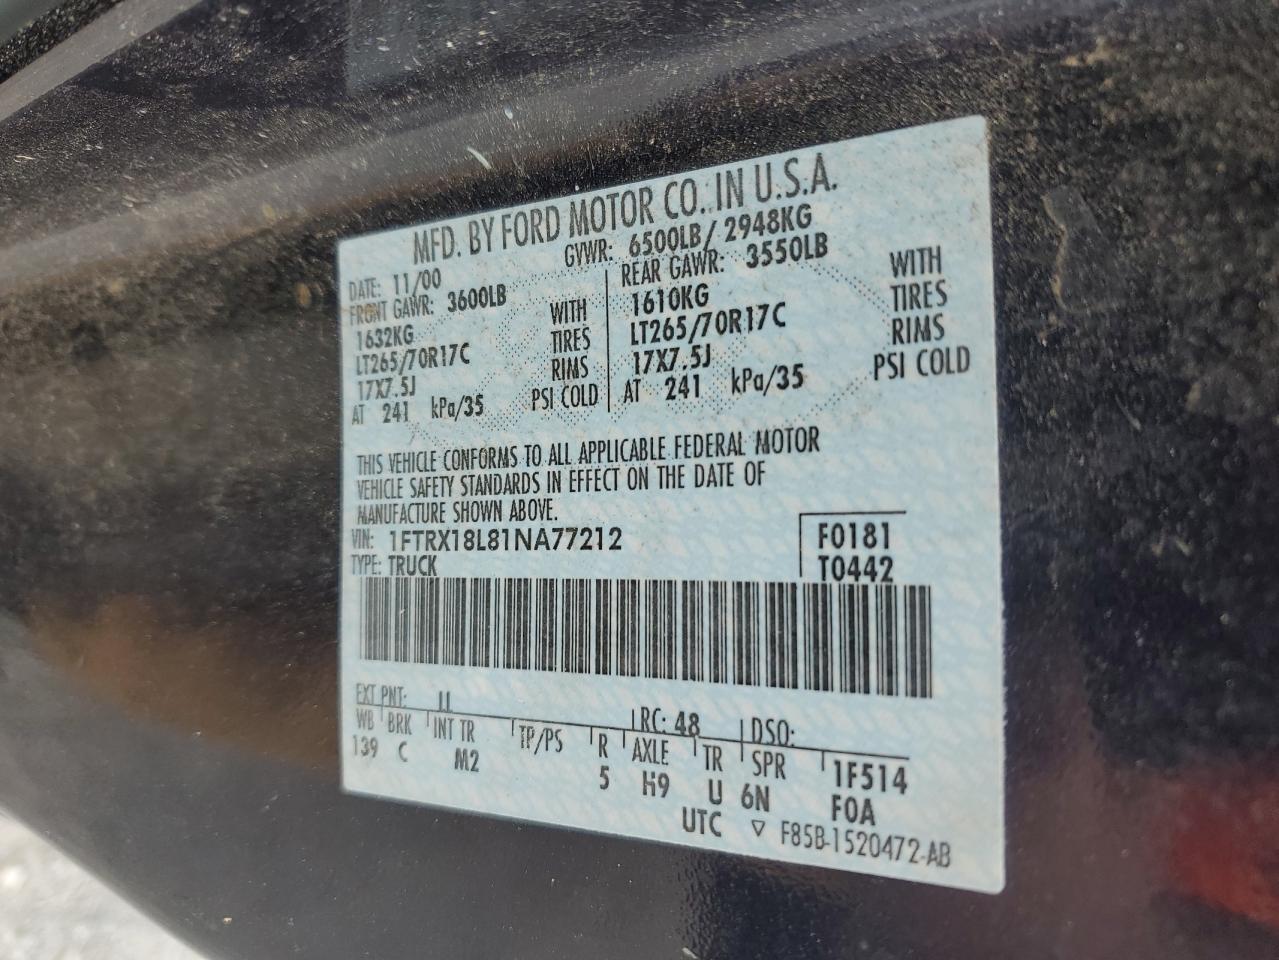 MFD. BY FORD MOTOR CO. IN U.S.A.
DATE: 11/00 GVWR: 6500LB/ 2948KG
FRONT GAWR: 3600LB REAR GAWR: 3550LB
1632KG WITH 1610KG WITH
LT265/70R17C TIRES LT265/70R17C TIRES
17X7.5J RIMS 17X7.5J RIMS
AT 241 kPa/35 PSI COLD AT 241 kPa/35 PSI COLD
THIS VEHICLE CONFORMS TO ALL APPLICABLE FEDERAL MOTOR
VEHICLE SAFETY STANDARDS IN EFFECT ON THE DATE OF
MANUFACTURE SHOWN ABOVE.
VIN: 1FTRX18L81NA77212 F0181
TYPE: TRUCK T0442
EXT PNT: LL RC: 48 DSO:
WB BRK INT TR TP/PS R AXLE TR SPR 1F514
139 C M2 5 H9 U 6N F0A
UTC ▽ F85B-1520472-AB